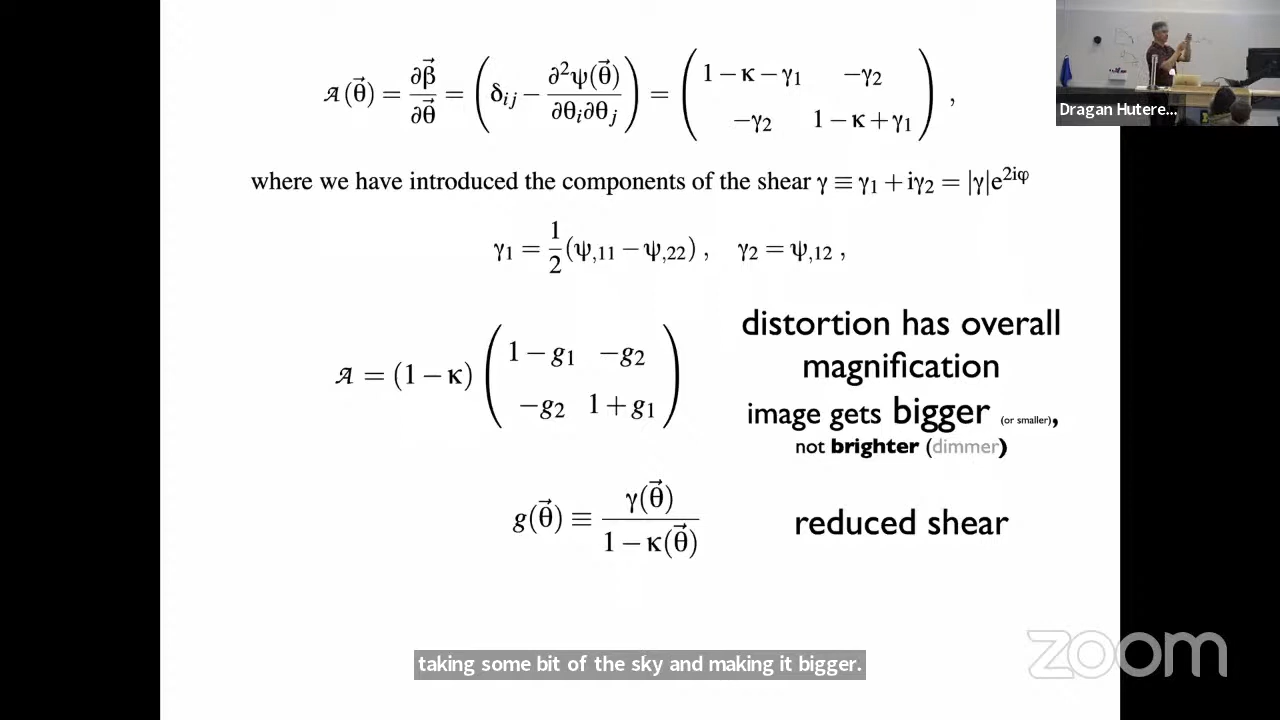 𝒜(θ⃗) = ∂β⃗/∂θ⃗ = (δij − ∂²ψ(θ⃗)/∂θi∂θj) = ( 1−κ−γ1 −γ2 ; −γ2 1−κ+γ1 ) ,
where we have introduced the components of the shear γ ≡ γ1 + iγ2 = |γ|e^2iφ
γ1 = 1/2 (ψ,11 − ψ,22) , γ2 = ψ,12 ,
𝒜 = (1−κ) ( 1−g1 −g2 ; −g2 1+g1 )
distortion has overall
magnification
image gets bigger (or smaller),
not brighter (dimmer)
g(θ⃗) ≡ γ(θ⃗) / 1−κ(θ⃗)
reduced shear
Dragan Hutere...
taking some bit of the sky and making it bigger.
zoom